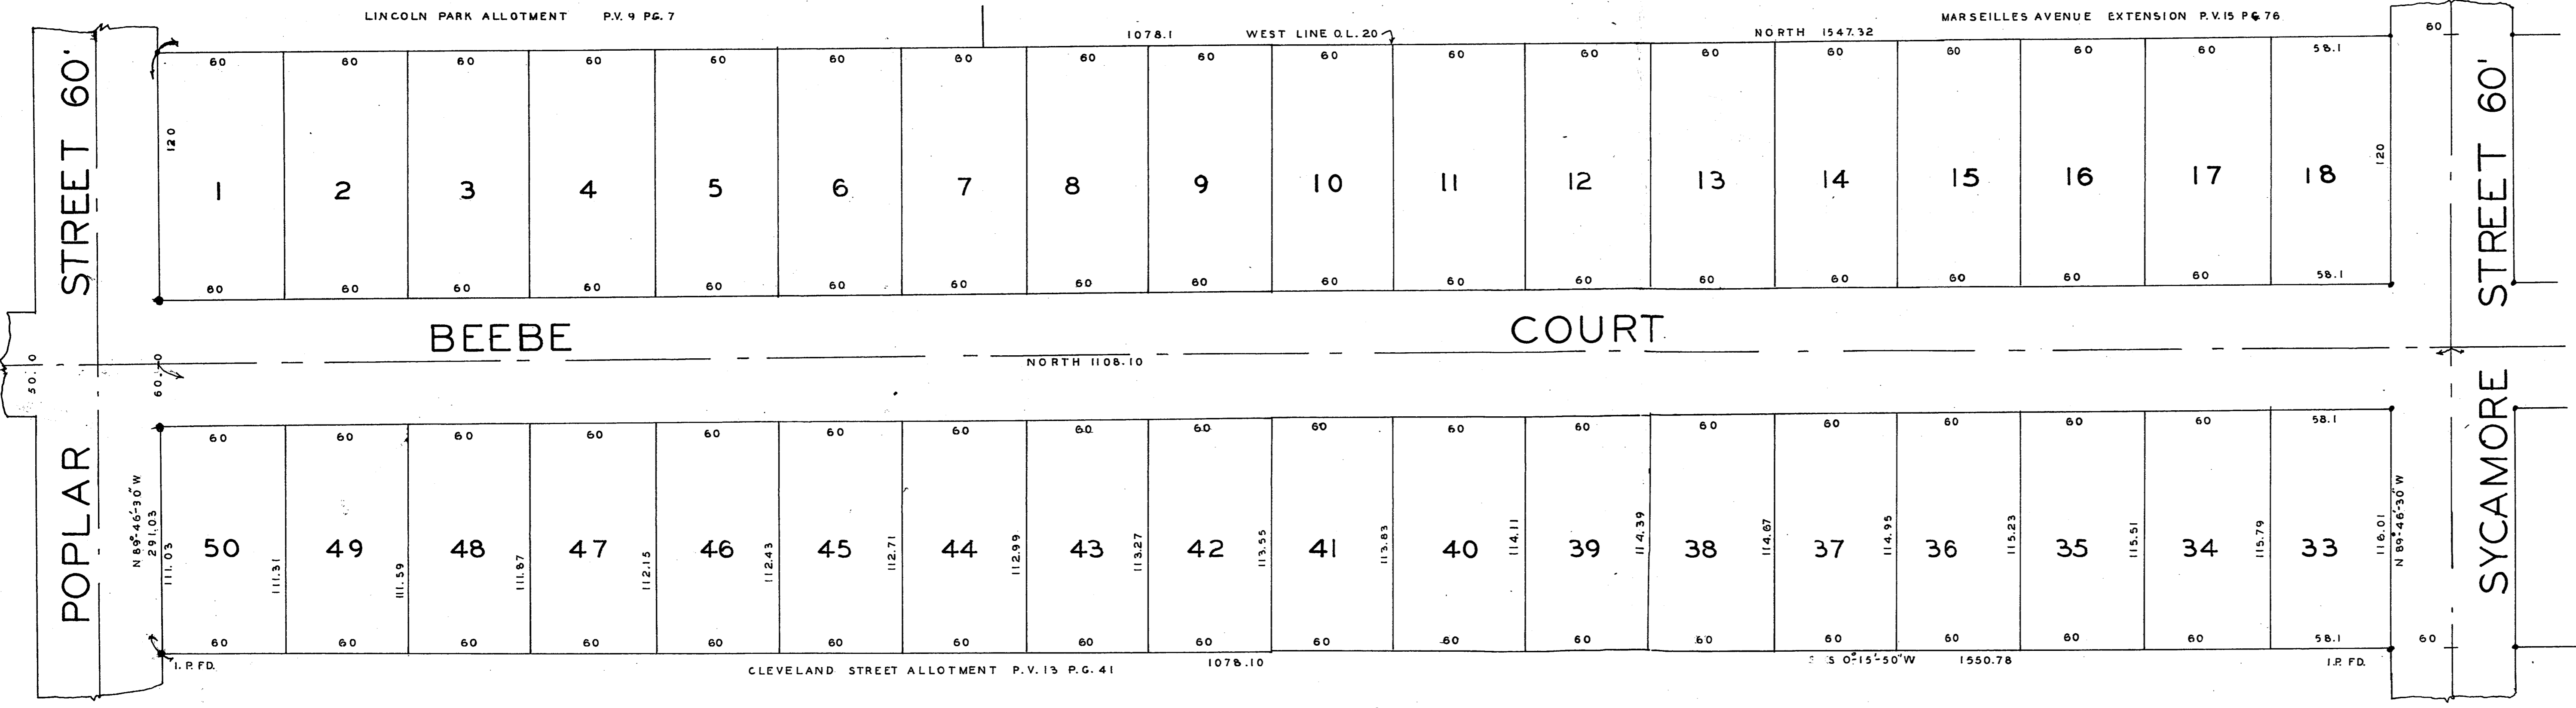 LINCOLN PARK ALLOTMENT P.V. 9 PG. 7
MARSEILLES AVENUE EXTENSION P.V. 15 PG. 76
1078.1 WEST LINE O.L. 20 NORTH 1547.32
60
60 60 60 60 60 60 60 60 60 60 60 60 60 60 60 60 60 58.1
STREET 60'
120
120
STREET 60'
1 2 3 4 5 6 7 8 9 10 11 12 13 14 15 16 17 18
60 60 60 60 60 60 60 60 60 60 60 60 60 60 60 60 60 58.1
BEEBE COURT
NORTH 1108.10
50.0
60.0
60 60 60 60 60 60 60 60 60 60 60 60 60 60 60 60 60 58.1
POPLAR
SYCAMORE
N 89°-46'-30" W
291.03
111.03
50 49 48 47 46 45 44 43 42 41 40 39 38 37 36 35 34 33
111.31 111.59 111.87 112.15 112.43 112.71 112.99 113.27 113.55 113.83 114.11 114.39 114.67 114.95 115.23 115.51 115.79 116.01
N 89°-46'-30" W
60 60 60 60 60 60 60 60 60 60 60 60 60 60 60 60 60 58.1 60
I.P. FD.
CLEVELAND STREET ALLOTMENT P.V. 13 P.G. 41
1078.10
S 0°-15'-50" W 1550.78
I.P. FD.